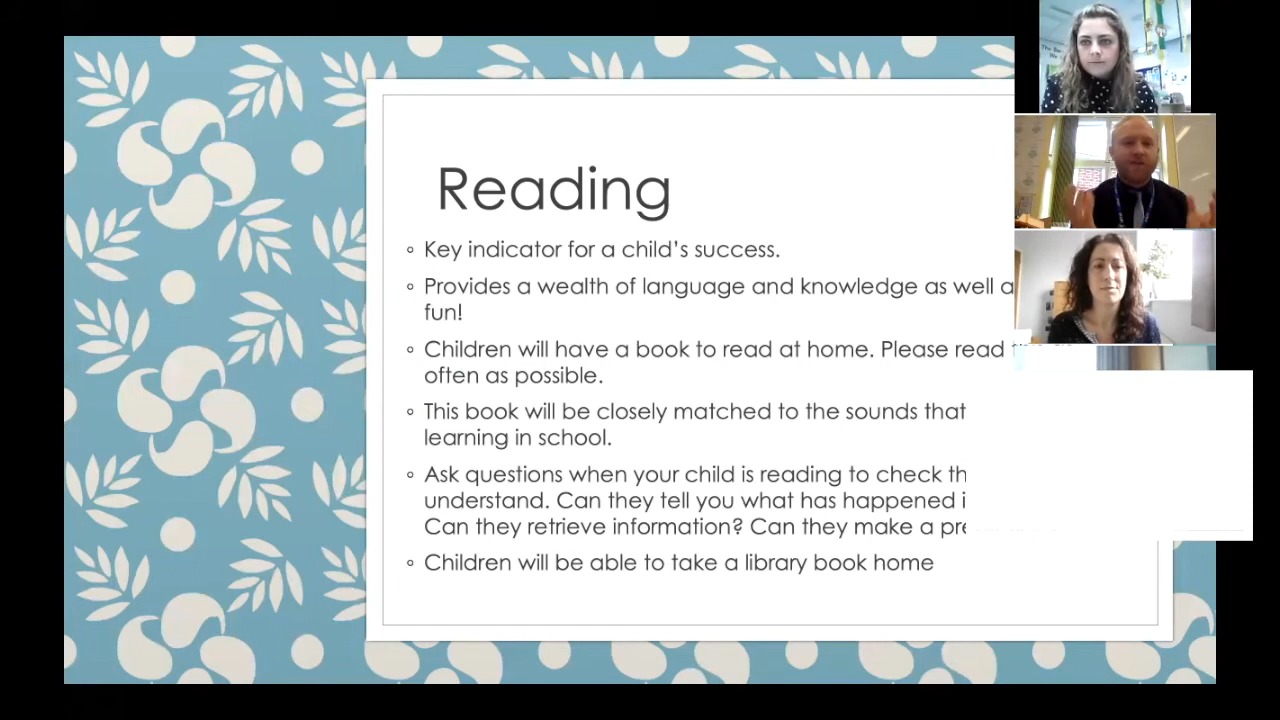 Reading
Key indicator for a child's success.
Provides a wealth of language and knowledge as well a
fun!
Children will have a book to read at home. Please read
often as possible.
This book will be closely matched to the sounds that
learning in school.
Ask questions when your child is reading to check th
understand. Can they tell you what has happened i
Can they retrieve information? Can they make a pre
Children will be able to take a library book home